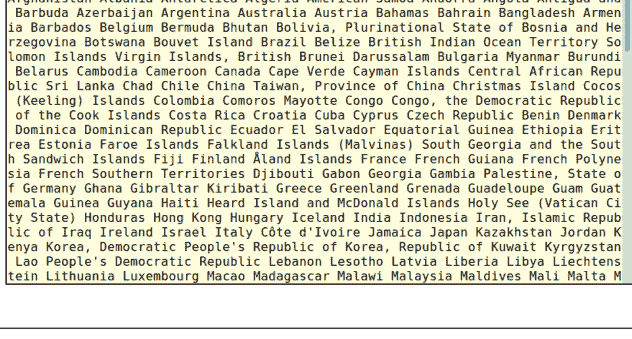 Afghanistan Albania Antarctica Algeria American Samoa Andorra Angola Antigua and
Barbuda Azerbaijan Argentina Australia Austria Bahamas Bahrain Bangladesh Armen
ia Barbados Belgium Bermuda Bhutan Bolivia, Plurinational State of Bosnia and He
rzegovina Botswana Bouvet Island Brazil Belize British Indian Ocean Territory So
lomon Islands Virgin Islands, British Brunei Darussalam Bulgaria Myanmar Burundi
Belarus Cambodia Cameroon Canada Cape Verde Cayman Islands Central African Repu
blic Sri Lanka Chad Chile China Taiwan, Province of China Christmas Island Cocos
(Keeling) Islands Colombia Comoros Mayotte Congo Congo, the Democratic Republic
of the Cook Islands Costa Rica Croatia Cuba Cyprus Czech Republic Benin Denmark
Dominica Dominican Republic Ecuador El Salvador Equatorial Guinea Ethiopia Erit
rea Estonia Faroe Islands Falkland Islands (Malvinas) South Georgia and the Sout
h Sandwich Islands Fiji Finland Åland Islands France French Guiana French Polyne
sia French Southern Territories Djibouti Gabon Georgia Gambia Palestine, State o
f Germany Ghana Gibraltar Kiribati Greece Greenland Grenada Guadeloupe Guam Guat
emala Guinea Guyana Haiti Heard Island and McDonald Islands Holy See (Vatican Ci
ty State) Honduras Hong Kong Hungary Iceland India Indonesia Iran, Islamic Repub
lic of Iraq Ireland Israel Italy Côte d'Ivoire Jamaica Japan Kazakhstan Jordan K
enya Korea, Democratic People's Republic of Korea, Republic of Kuwait Kyrgyzstan
Lao People's Democratic Republic Lebanon Lesotho Latvia Liberia Libya Liechtens
tein Lithuania Luxembourg Macao Madagascar Malawi Malaysia Maldives Mali Malta M